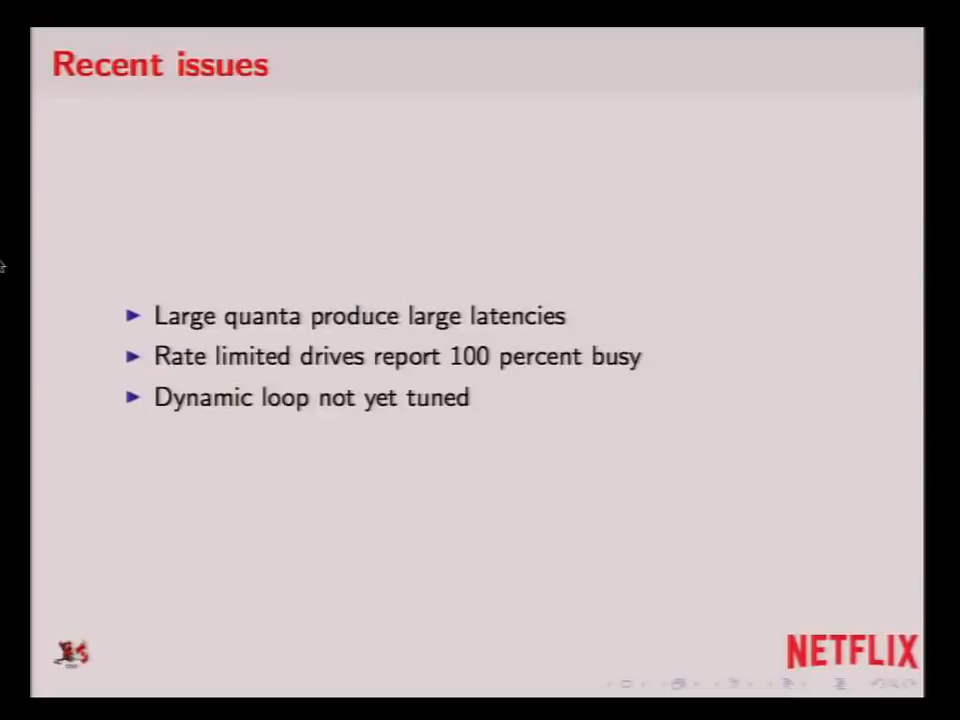 Recent issues
Large quanta produce large latencies
Rate limited drives report 100 percent busy
Dynamic loop not yet tuned
NETFLIX